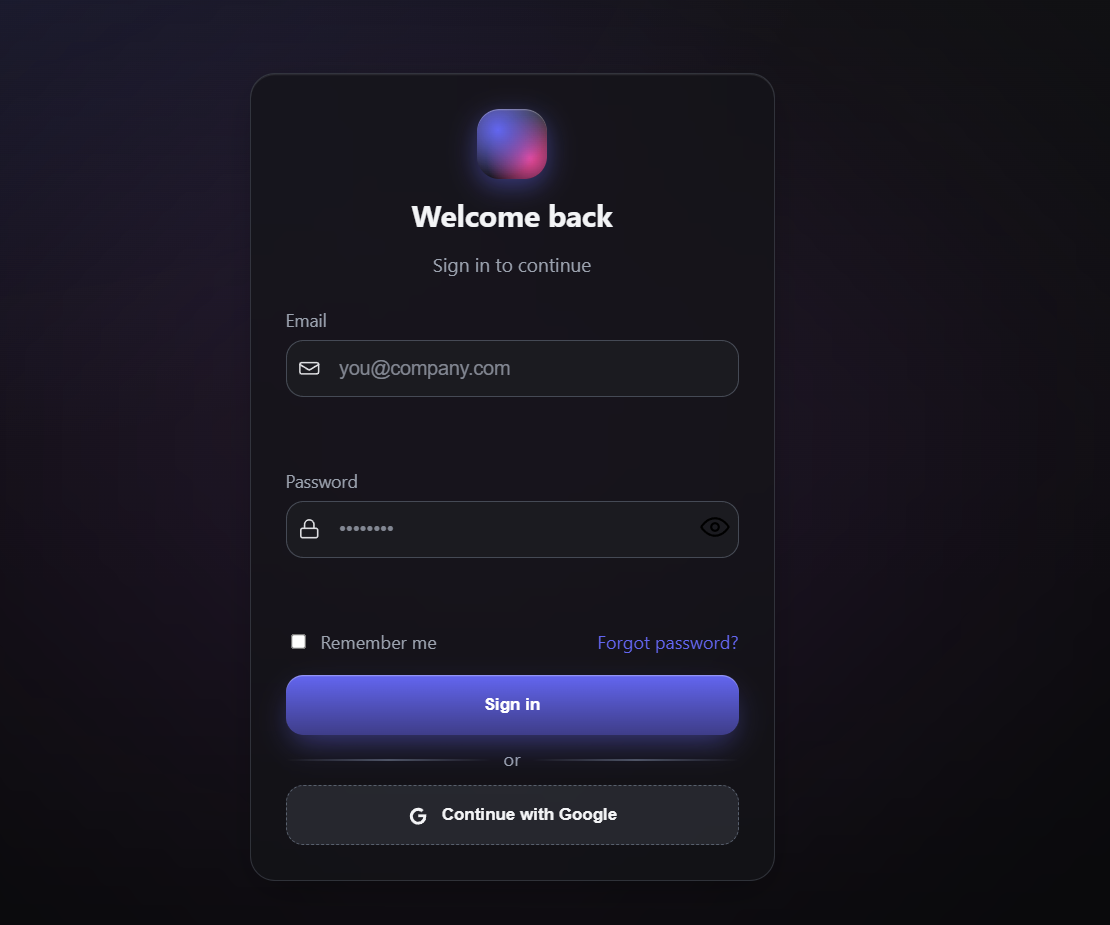 Welcome back
Sign in to continue
Email
you@company.com
Password
••••••••
Remember me
Forgot password?
Sign in
or
Continue with Google